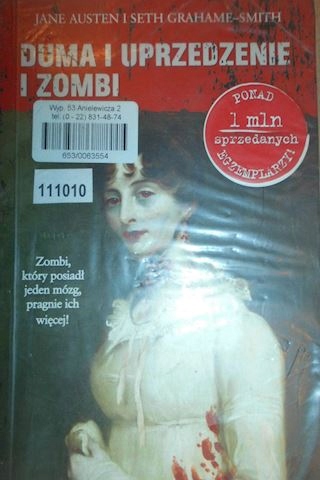 JANE AUSTEN I SETH GRAHAME-SMITH
DUMA I UPRZEDZENIE
I ZOMBI
Wyp. 53 Anielewicza 2
tel. (0 - 22) 831-48-74
653/0063554
111010
PONAD
1 mln
sprzedanych
EGZEMPLARZY!
Zombi,
który posiadł
jeden mózg,
pragnie ich
więcej!